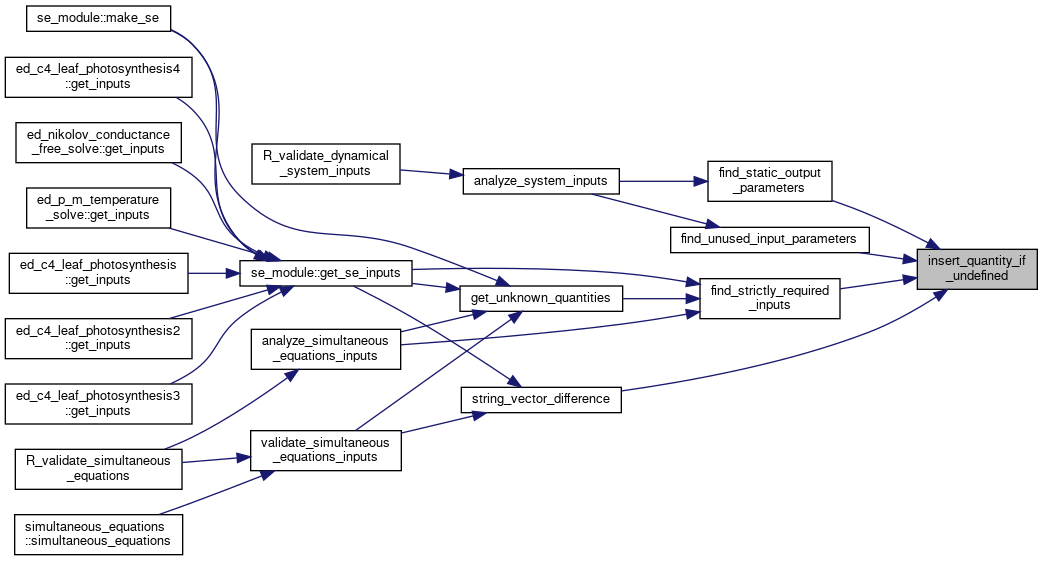 se_module::make_se
ed_c4_leaf_photosynthesis4
::get_inputs
ed_nikolov_conductance
_free_solve::get_inputs
ed_p_m_temperature
_solve::get_inputs
ed_c4_leaf_photosynthesis
::get_inputs
ed_c4_leaf_photosynthesis2
::get_inputs
ed_c4_leaf_photosynthesis3
::get_inputs
R_validate_simultaneous
_equations
simultaneous_equations
::simultaneous_equations
R_validate_dynamical
_system_inputs
se_module::get_se_inputs
analyze_simultaneous
_equations_inputs
validate_simultaneous
_equations_inputs
analyze_system_inputs
get_unknown_quantities
string_vector_difference
find_static_output
_parameters
find_unused_input_parameters
find_strictly_required
_inputs
insert_quantity_if
_undefined